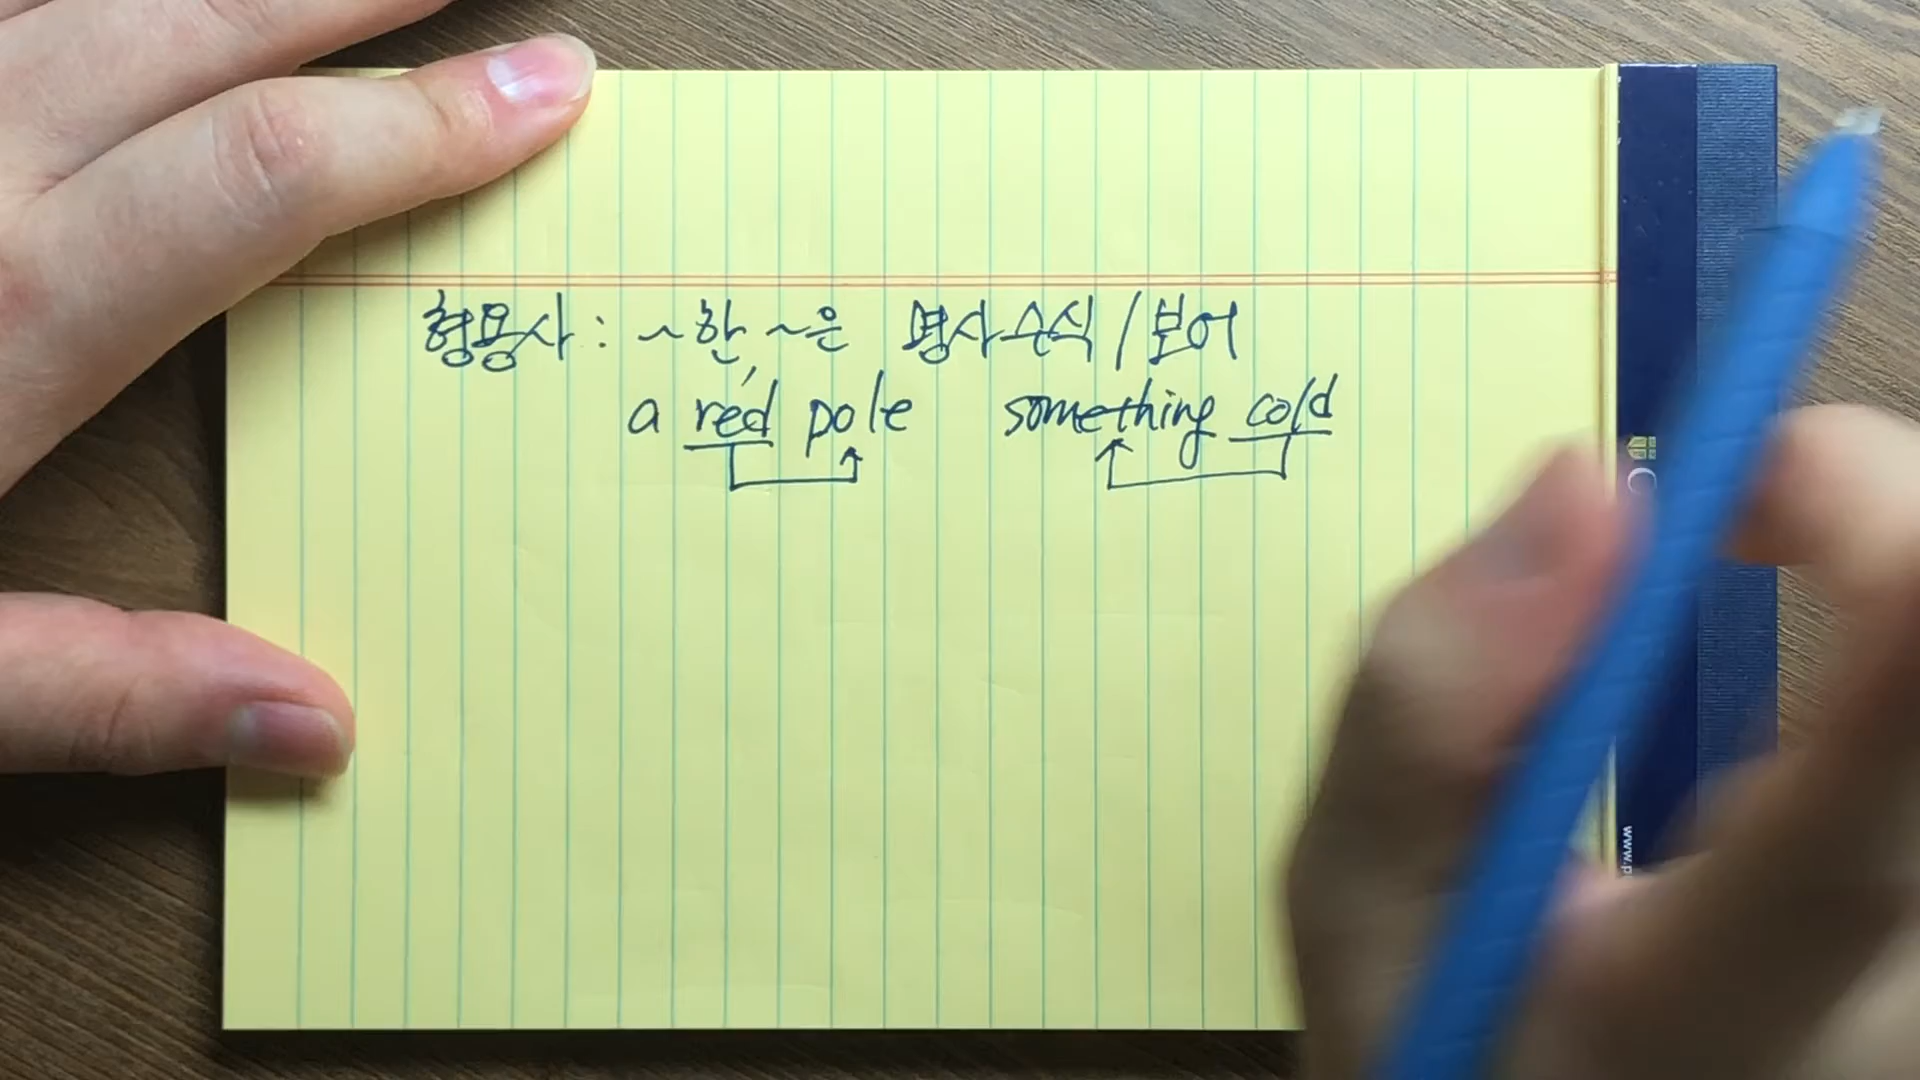 형용사 : ~한, ~은 명사수식 / 보어
a red pole something cold